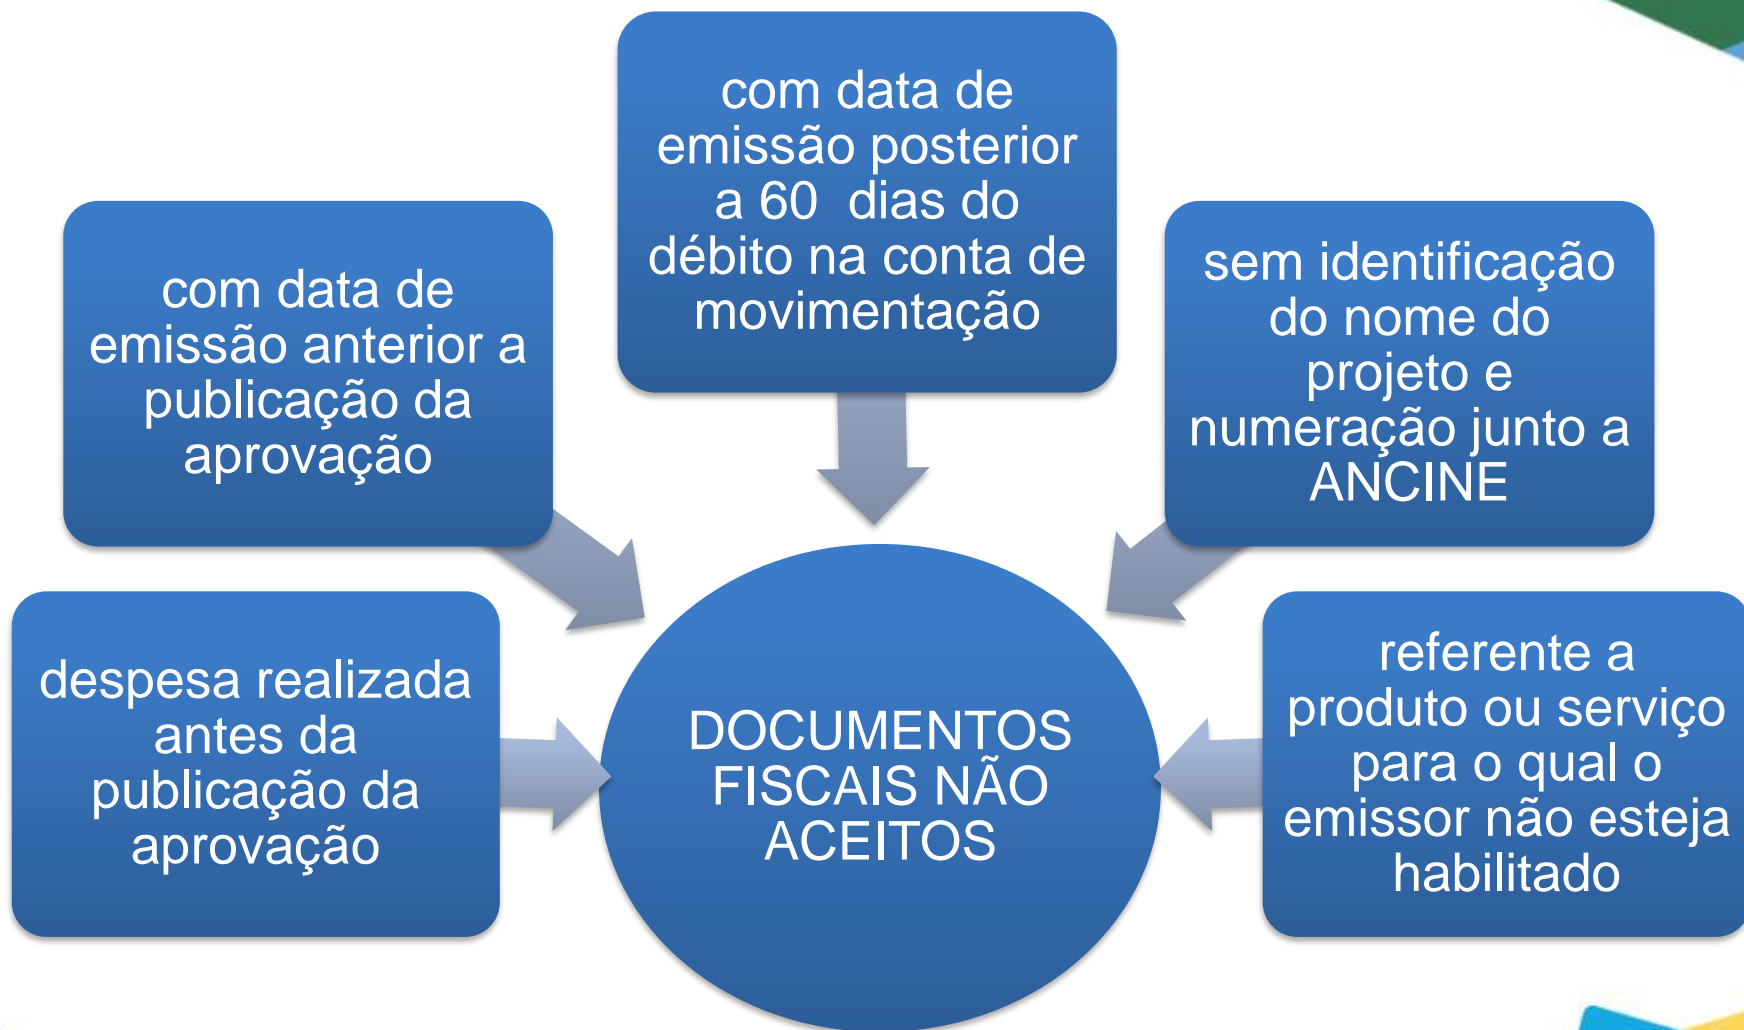 com data de
emissão posterior
a 60  dias do
débito na conta de
movimentação
com data de
emissão anterior a
publicação da
aprovação
sem identificação
do nome do
projeto e
numeração junto a
ANCINE
despesa realizada
antes da
publicação da
aprovação
DOCUMENTOS
FISCAIS NÃO
ACEITOS
referente a
produto ou serviço
para o qual o
emissor não esteja
habilitado